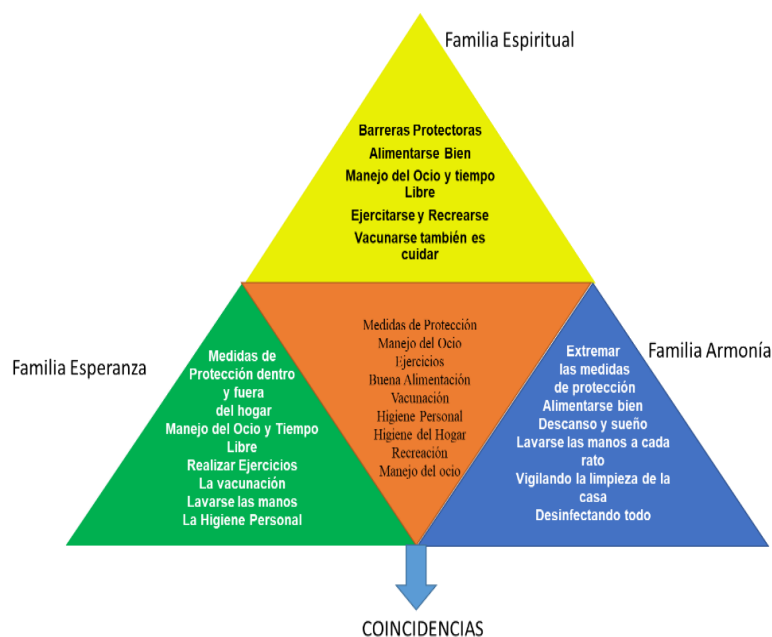 Familia Espiritual
Barreras Protectoras
Alimentarse Bien
Manejo del Ocio y tiempo
Libre
Ejercitarse y Recrearse
Vacunarse también es
cuidar
Familia Esperanza
Medidas de
Protección dentro
y fuera
del hogar
Manejo del Ocio y Tiempo
Libre
Realizar Ejercicios
La vacunación
Lavarse las manos
La Higiene Personal
Medidas de Protección
Manejo del Ocio
Ejercicios
Buena Alimentación
Vacunación
Higiene Personal
Higiene del Hogar
Recreación
Manejo del ocio
Familia Armonía
Extremar
las medidas
de protección
Alimentarse bien
Descanso y sueño
Lavarse las manos a cada
rato
Vigilando la limpieza de la
casa
Desinfectando todo
COINCIDENCIAS